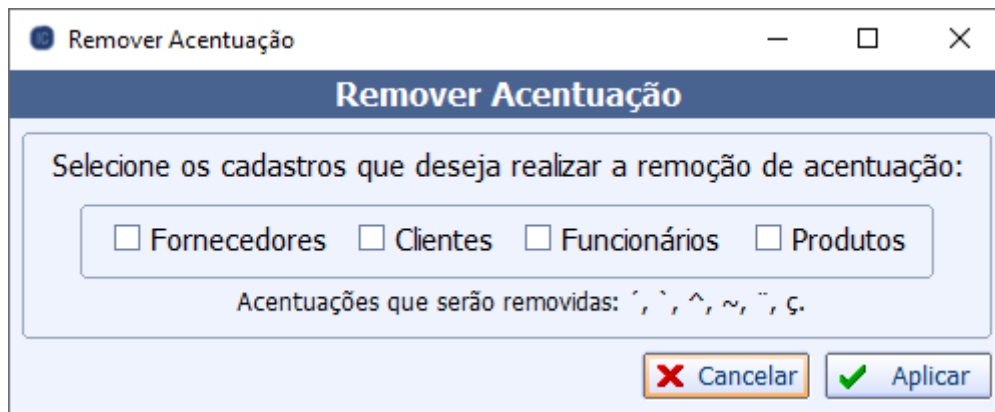 Remover Acentuação
Remover Acentuação
Selecione os cadastros que deseja realizar a remoção de acentuação:
Fornecedores Clientes Funcionários Produtos
Acentuações que serão removidas: ´, `, ^, ~, ¨, ç.
Cancelar Aplicar